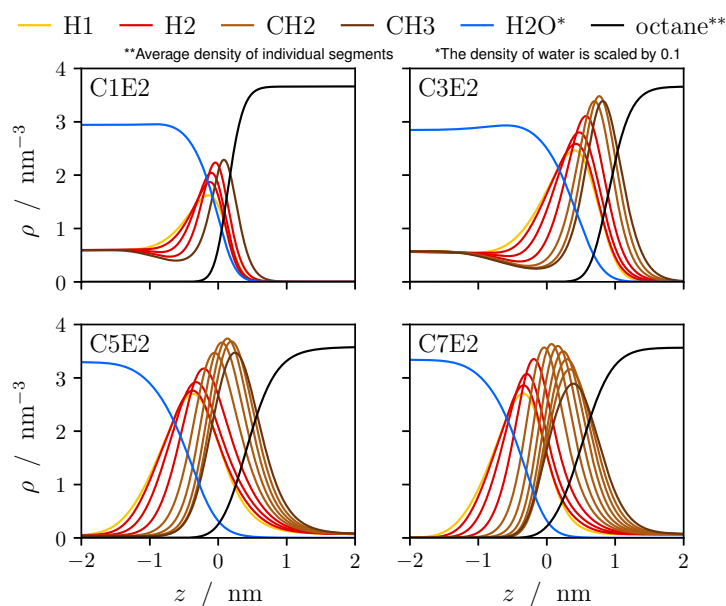 H1 H2 CH2 CH3 H2O* octane**
**Average density of individual segments *The density of water is scaled by 0.1
C1E2 C3E2
4
3
2
1
0
ρ / nm⁻³
C5E2 C7E2
4
3
2
1
0
ρ / nm⁻³
−2 −1 0 1 2 −2 −1 0 1 2
z / nm z / nm